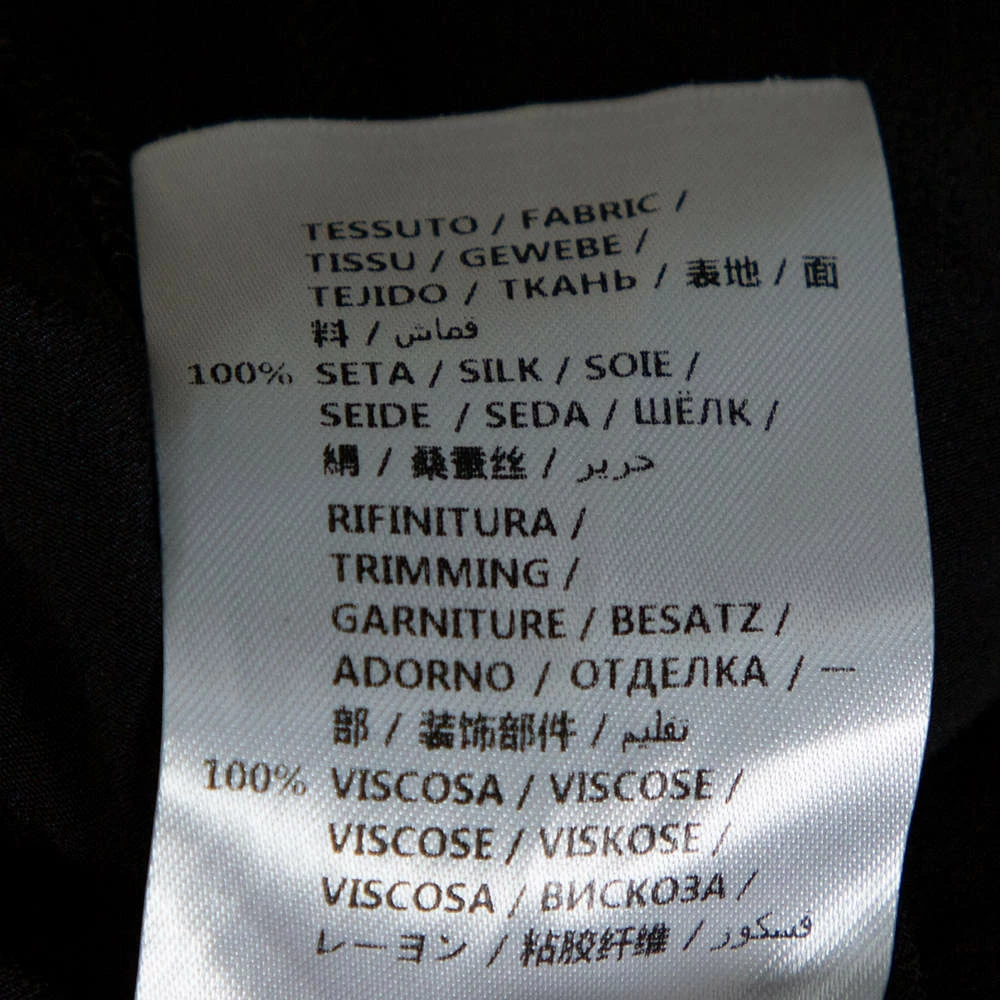 TESSUTO / FABRIC /
TISSU / GEWEBE /
TEJIDO / ТКАНЬ / 表地 / 面
料 / قماش
100% SETA / SILK / SOIE /
SEIDE / SEDA / ШЁЛК /
絹 / 桑蚕丝 / حرير
RIFINITURA /
TRIMMING /
GARNITURE / BESATZ /
ADORNO / ОТДЕЛКА / 一
部 / 装饰部件 / تقليم
100% VISCOSA / VISCOSE /
VISCOSE / VISKOSE /
VISCOSA / ВИСКОЗА /
レーヨン / 粘胶纤维 / فسكور